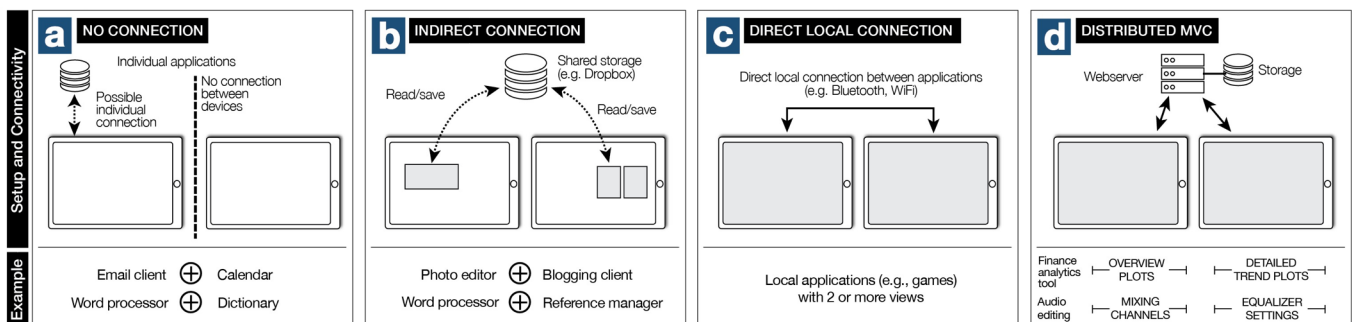 Setup and Connectivity
a NO CONNECTION
Individual applications
No connection
between
devices
Possible
individual
connection
b INDIRECT CONNECTION
Shared storage
(e.g. Dropbox)
Read/save
Read/save
c DIRECT LOCAL CONNECTION
Direct local connection between applications
(e.g. Bluetooth, WiFi)
d DISTRIBUTED MVC
Webserver
Storage
Example
Email client + Calendar
Word processor + Dictionary
Photo editor + Blogging client
Word processor + Reference manager
Local applications (e.g., games)
with 2 or more views
Finance
analytics
tool
OVERVIEW
PLOTS
DETAILED
TREND PLOTS
Audio
editing
MIXING
CHANNELS
EQUALIZER
SETTINGS